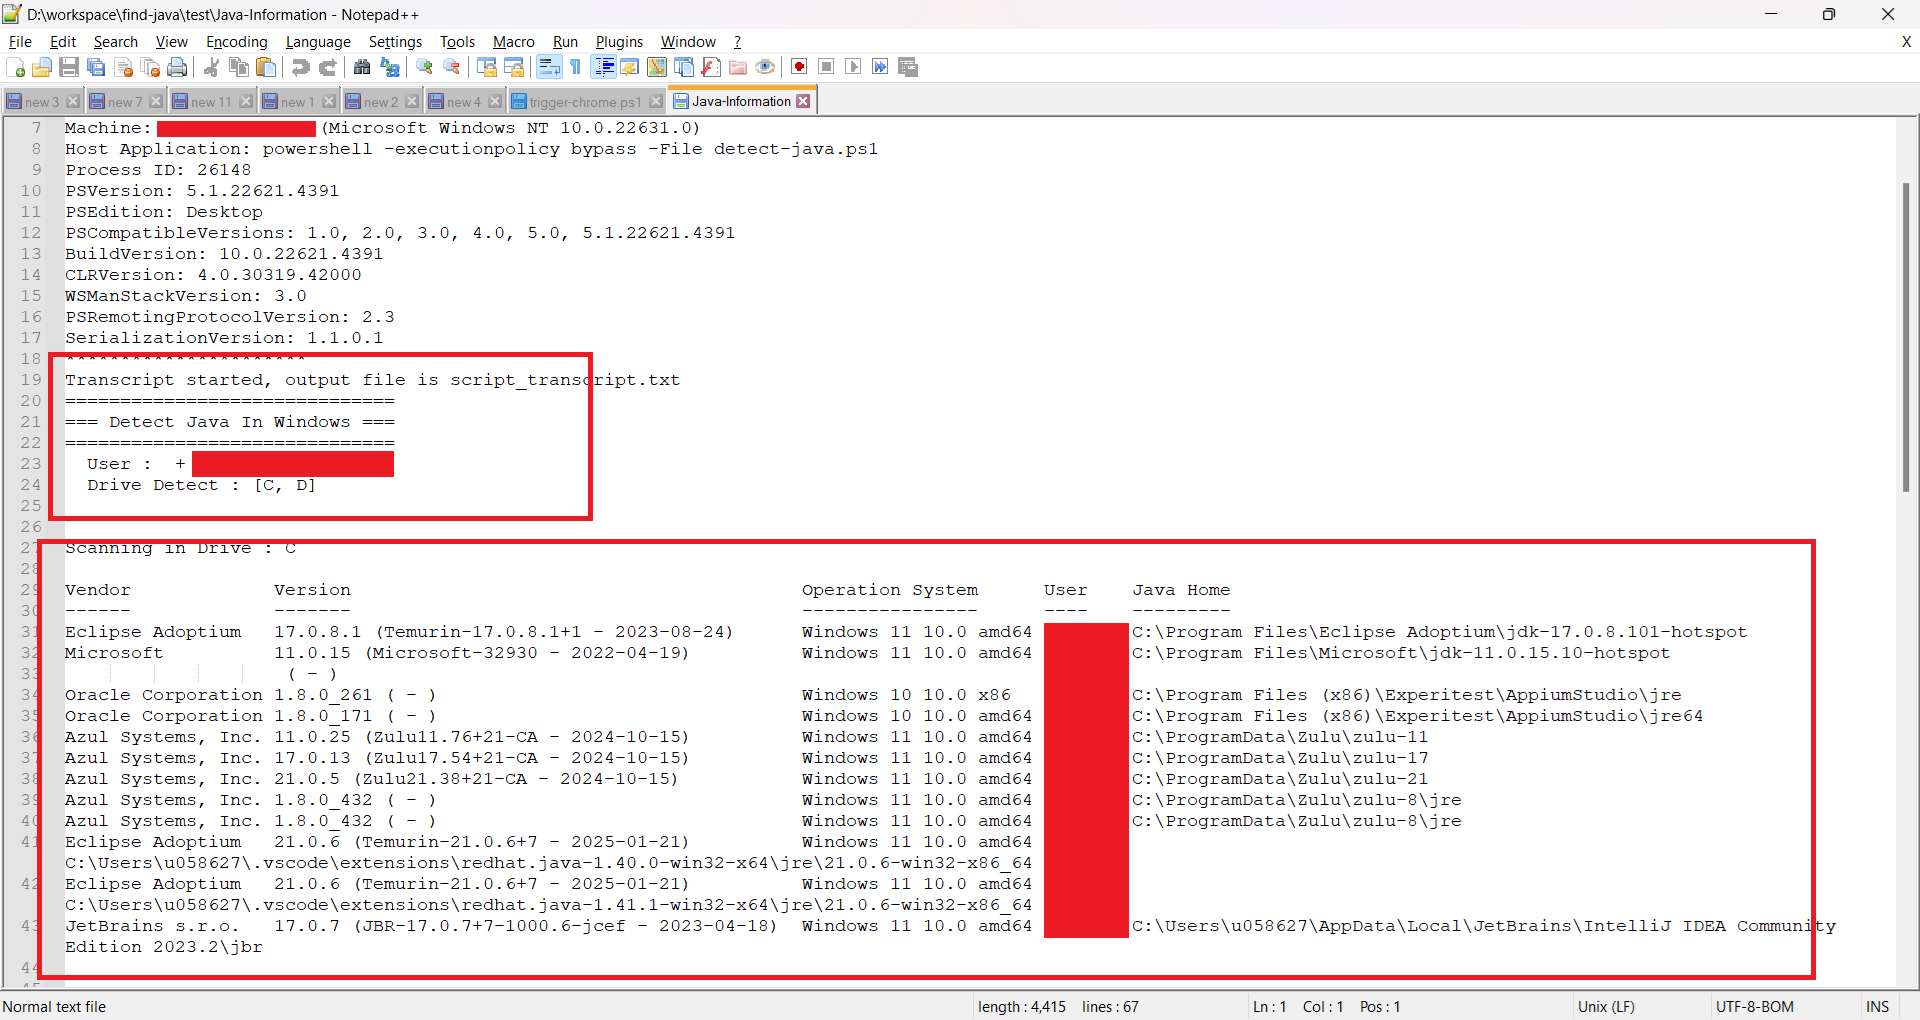 D:\workspace\find-java\test\Java-Information - Notepad++
File Edit Search View Encoding Language Settings Tools Macro Run Plugins Window ? X
new 3 new 7 new 11 new 1 new 2 new 4 trigger-chrome.ps1 Java-Information
7 Machine: (Microsoft Windows NT 10.0.22631.0)
8 Host Application: powershell -executionpolicy bypass -File detect-java.ps1
9 Process ID: 26148
10 PSVersion: 5.1.22621.4391
11 PSEdition: Desktop
12 PSCompatibleVersions: 1.0, 2.0, 3.0, 4.0, 5.0, 5.1.22621.4391
13 BuildVersion: 10.0.22621.4391
14 CLRVersion: 4.0.30319.42000
15 WSManStackVersion: 3.0
16 PSRemotingProtocolVersion: 2.3
17 SerializationVersion: 1.1.0.1
18 **********************
19 Transcript started, output file is script_transcript.txt
20 ==============================
21 === Detect Java In Windows ===
22 ==============================
23 User : +
24 Drive Detect : [C, D]
25
26
27 Scanning in Drive : C
28
29 Vendor Version Operation System User Java Home
30 ------ ------- ---------------- ---- ---------
31 Eclipse Adoptium 17.0.8.1 (Temurin-17.0.8.1+1 - 2023-08-24) Windows 11 10.0 amd64 C:\Program Files\Eclipse Adoptium\jdk-17.0.8.101-hotspot
32 Microsoft 11.0.15 (Microsoft-32930 - 2022-04-19) Windows 11 10.0 amd64 C:\Program Files\Microsoft\jdk-11.0.15.10-hotspot
33 ( - )
34 Oracle Corporation 1.8.0_261 ( - ) Windows 10 10.0 x86 C:\Program Files (x86)\Experitest\AppiumStudio\jre
35 Oracle Corporation 1.8.0_171 ( - ) Windows 10 10.0 amd64 C:\Program Files (x86)\Experitest\AppiumStudio\jre64
36 Azul Systems, Inc. 11.0.25 (Zulu11.76+21-CA - 2024-10-15) Windows 11 10.0 amd64 C:\ProgramData\Zulu\zulu-11
37 Azul Systems, Inc. 17.0.13 (Zulu17.54+21-CA - 2024-10-15) Windows 11 10.0 amd64 C:\ProgramData\Zulu\zulu-17
38 Azul Systems, Inc. 21.0.5 (Zulu21.38+21-CA - 2024-10-15) Windows 11 10.0 amd64 C:\ProgramData\Zulu\zulu-21
39 Azul Systems, Inc. 1.8.0_432 ( - ) Windows 11 10.0 amd64 C:\ProgramData\Zulu\zulu-8\jre
40 Azul Systems, Inc. 1.8.0_432 ( - ) Windows 11 10.0 amd64 C:\ProgramData\Zulu\zulu-8\jre
41 Eclipse Adoptium 21.0.6 (Temurin-21.0.6+7 - 2025-01-21) Windows 11 10.0 amd64
C:\Users\u058627\.vscode\extensions\redhat.java-1.40.0-win32-x64\jre\21.0.6-win32-x86_64
42 Eclipse Adoptium 21.0.6 (Temurin-21.0.6+7 - 2025-01-21) Windows 11 10.0 amd64
C:\Users\u058627\.vscode\extensions\redhat.java-1.41.1-win32-x64\jre\21.0.6-win32-x86_64
43 JetBrains s.r.o. 17.0.7 (JBR-17.0.7+7-1000.6-jcef - 2023-04-18) Windows 11 10.0 amd64 C:\Users\u058627\AppData\Local\JetBrains\IntelliJ IDEA Community
Edition 2023.2\jbr
44
45
Normal text file length : 4,415 lines : 67 Ln : 1 Col : 1 Pos : 1 Unix (LF) UTF-8-BOM INS